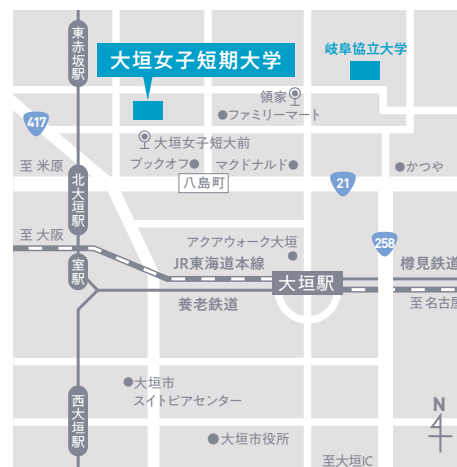 東赤坂駅
大垣女子短期大学
岐阜協立大学
領家
ファミリーマート
417
大垣女子短大前
至 米原
ブックオフ
マクドナルド
かつや
八島町
21
北大垣駅
至 大阪
アクアウォーク大垣
258
室駅
JR東海道本線
大垣駅
樽見鉄道
養老鉄道
至 名古屋
大垣市
スイトピアセンター
西大垣駅
大垣市役所
N
至大垣IC